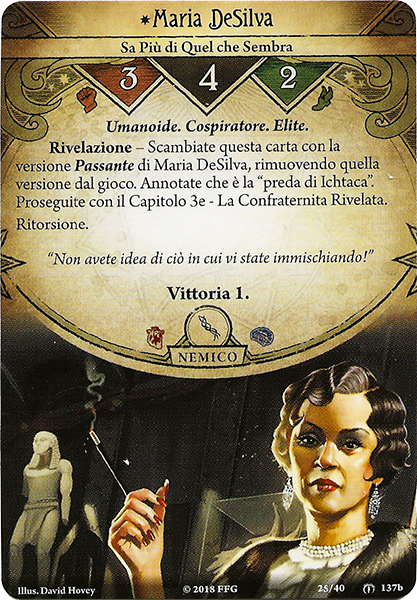 *Maria DeSilva
Sa Più di Quel che Sembra
3 4 2
Umanoide. Cospiratore. Elite.
Rivelazione – Scambiate questa carta con la
versione Passante di Maria DeSilva, rimuovendo quella
versione dal gioco. Annotate che è la “preda di Ichtaca”.
Proseguite con il Capitolo 3e - La Confraternita Rivelata.
Ritorsione.
“Non avete idea di ciò in cui vi state immischiando!”
Vittoria 1.
NEMICO
Illus. David Hovey © 2018 FFG 25/40 137b